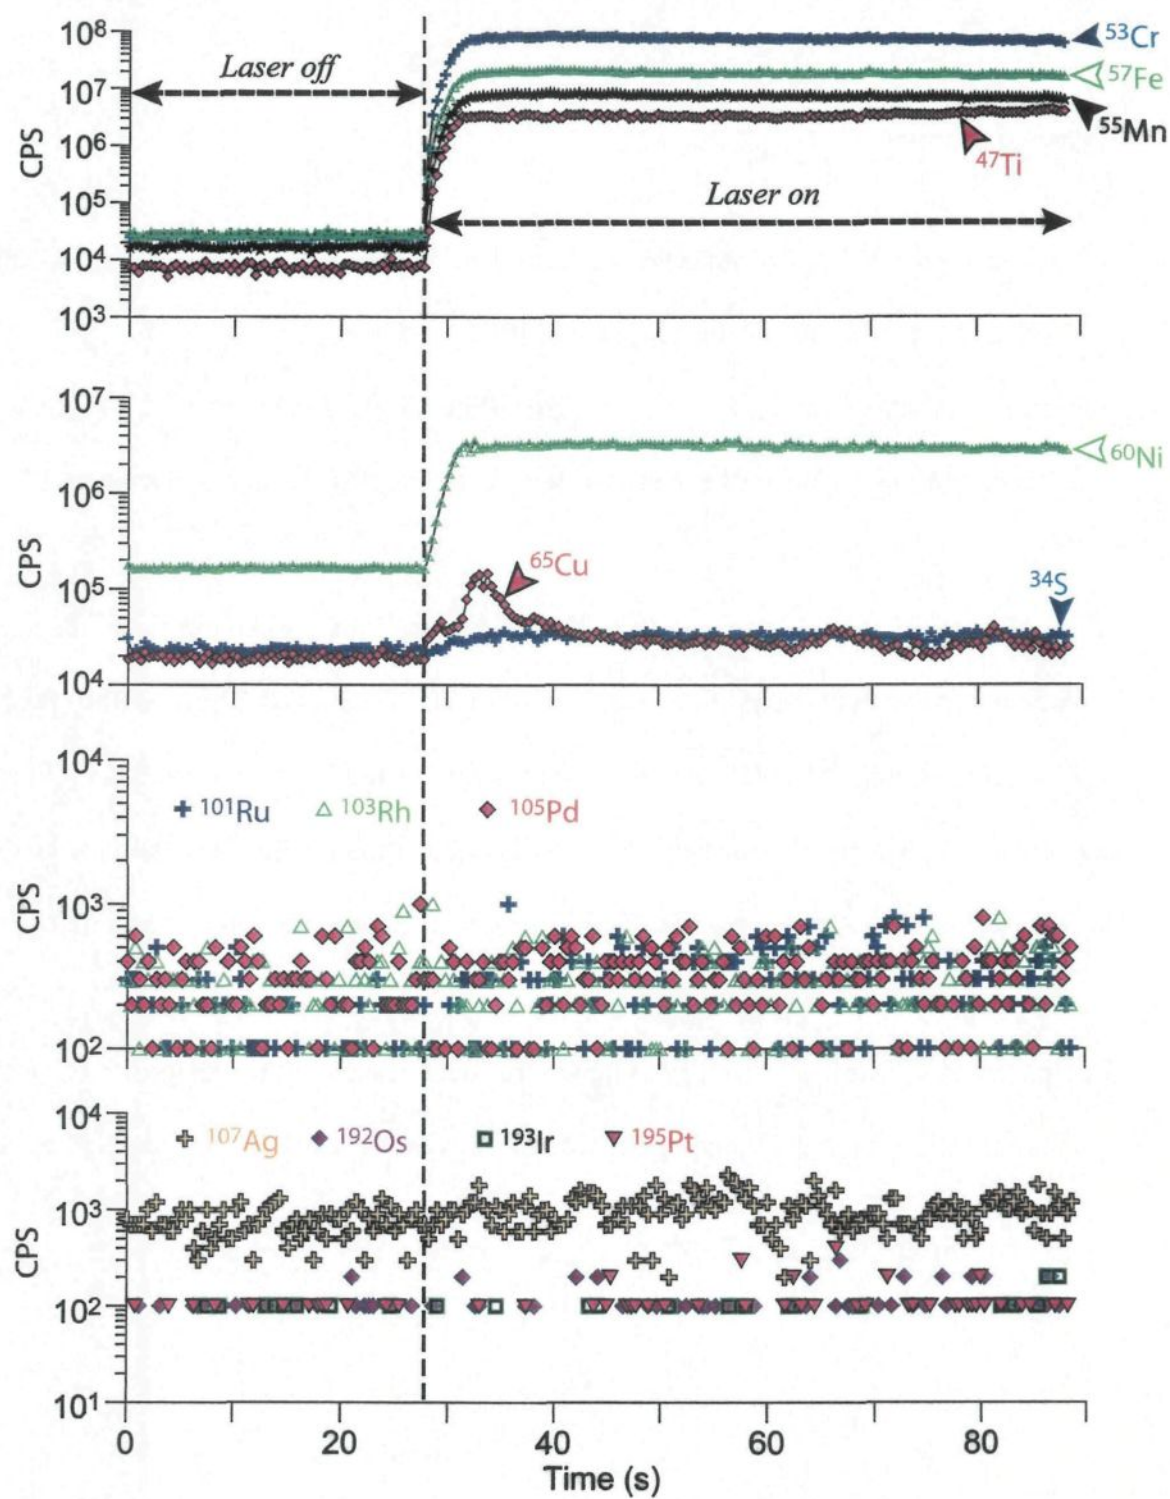 10⁸
⁵³Cr
Laser off
⁵⁷Fe
10⁷
⁵⁵Mn
CPS
10⁶
⁴⁷Ti
Laser on
10⁵
10⁴
10³
10⁷
⁶⁰Ni
10⁶
CPS
⁶⁵Cu
³⁴S
10⁵
10⁴
10⁴
¹⁰¹Ru ¹⁰³Rh ¹⁰⁵Pd
CPS
10³
10²
10⁴
¹⁰⁷Ag ¹⁹²Os ¹⁹³Ir ¹⁹⁵Pt
10³
CPS
10²
10¹
0 20 40 60 80
Time (s)